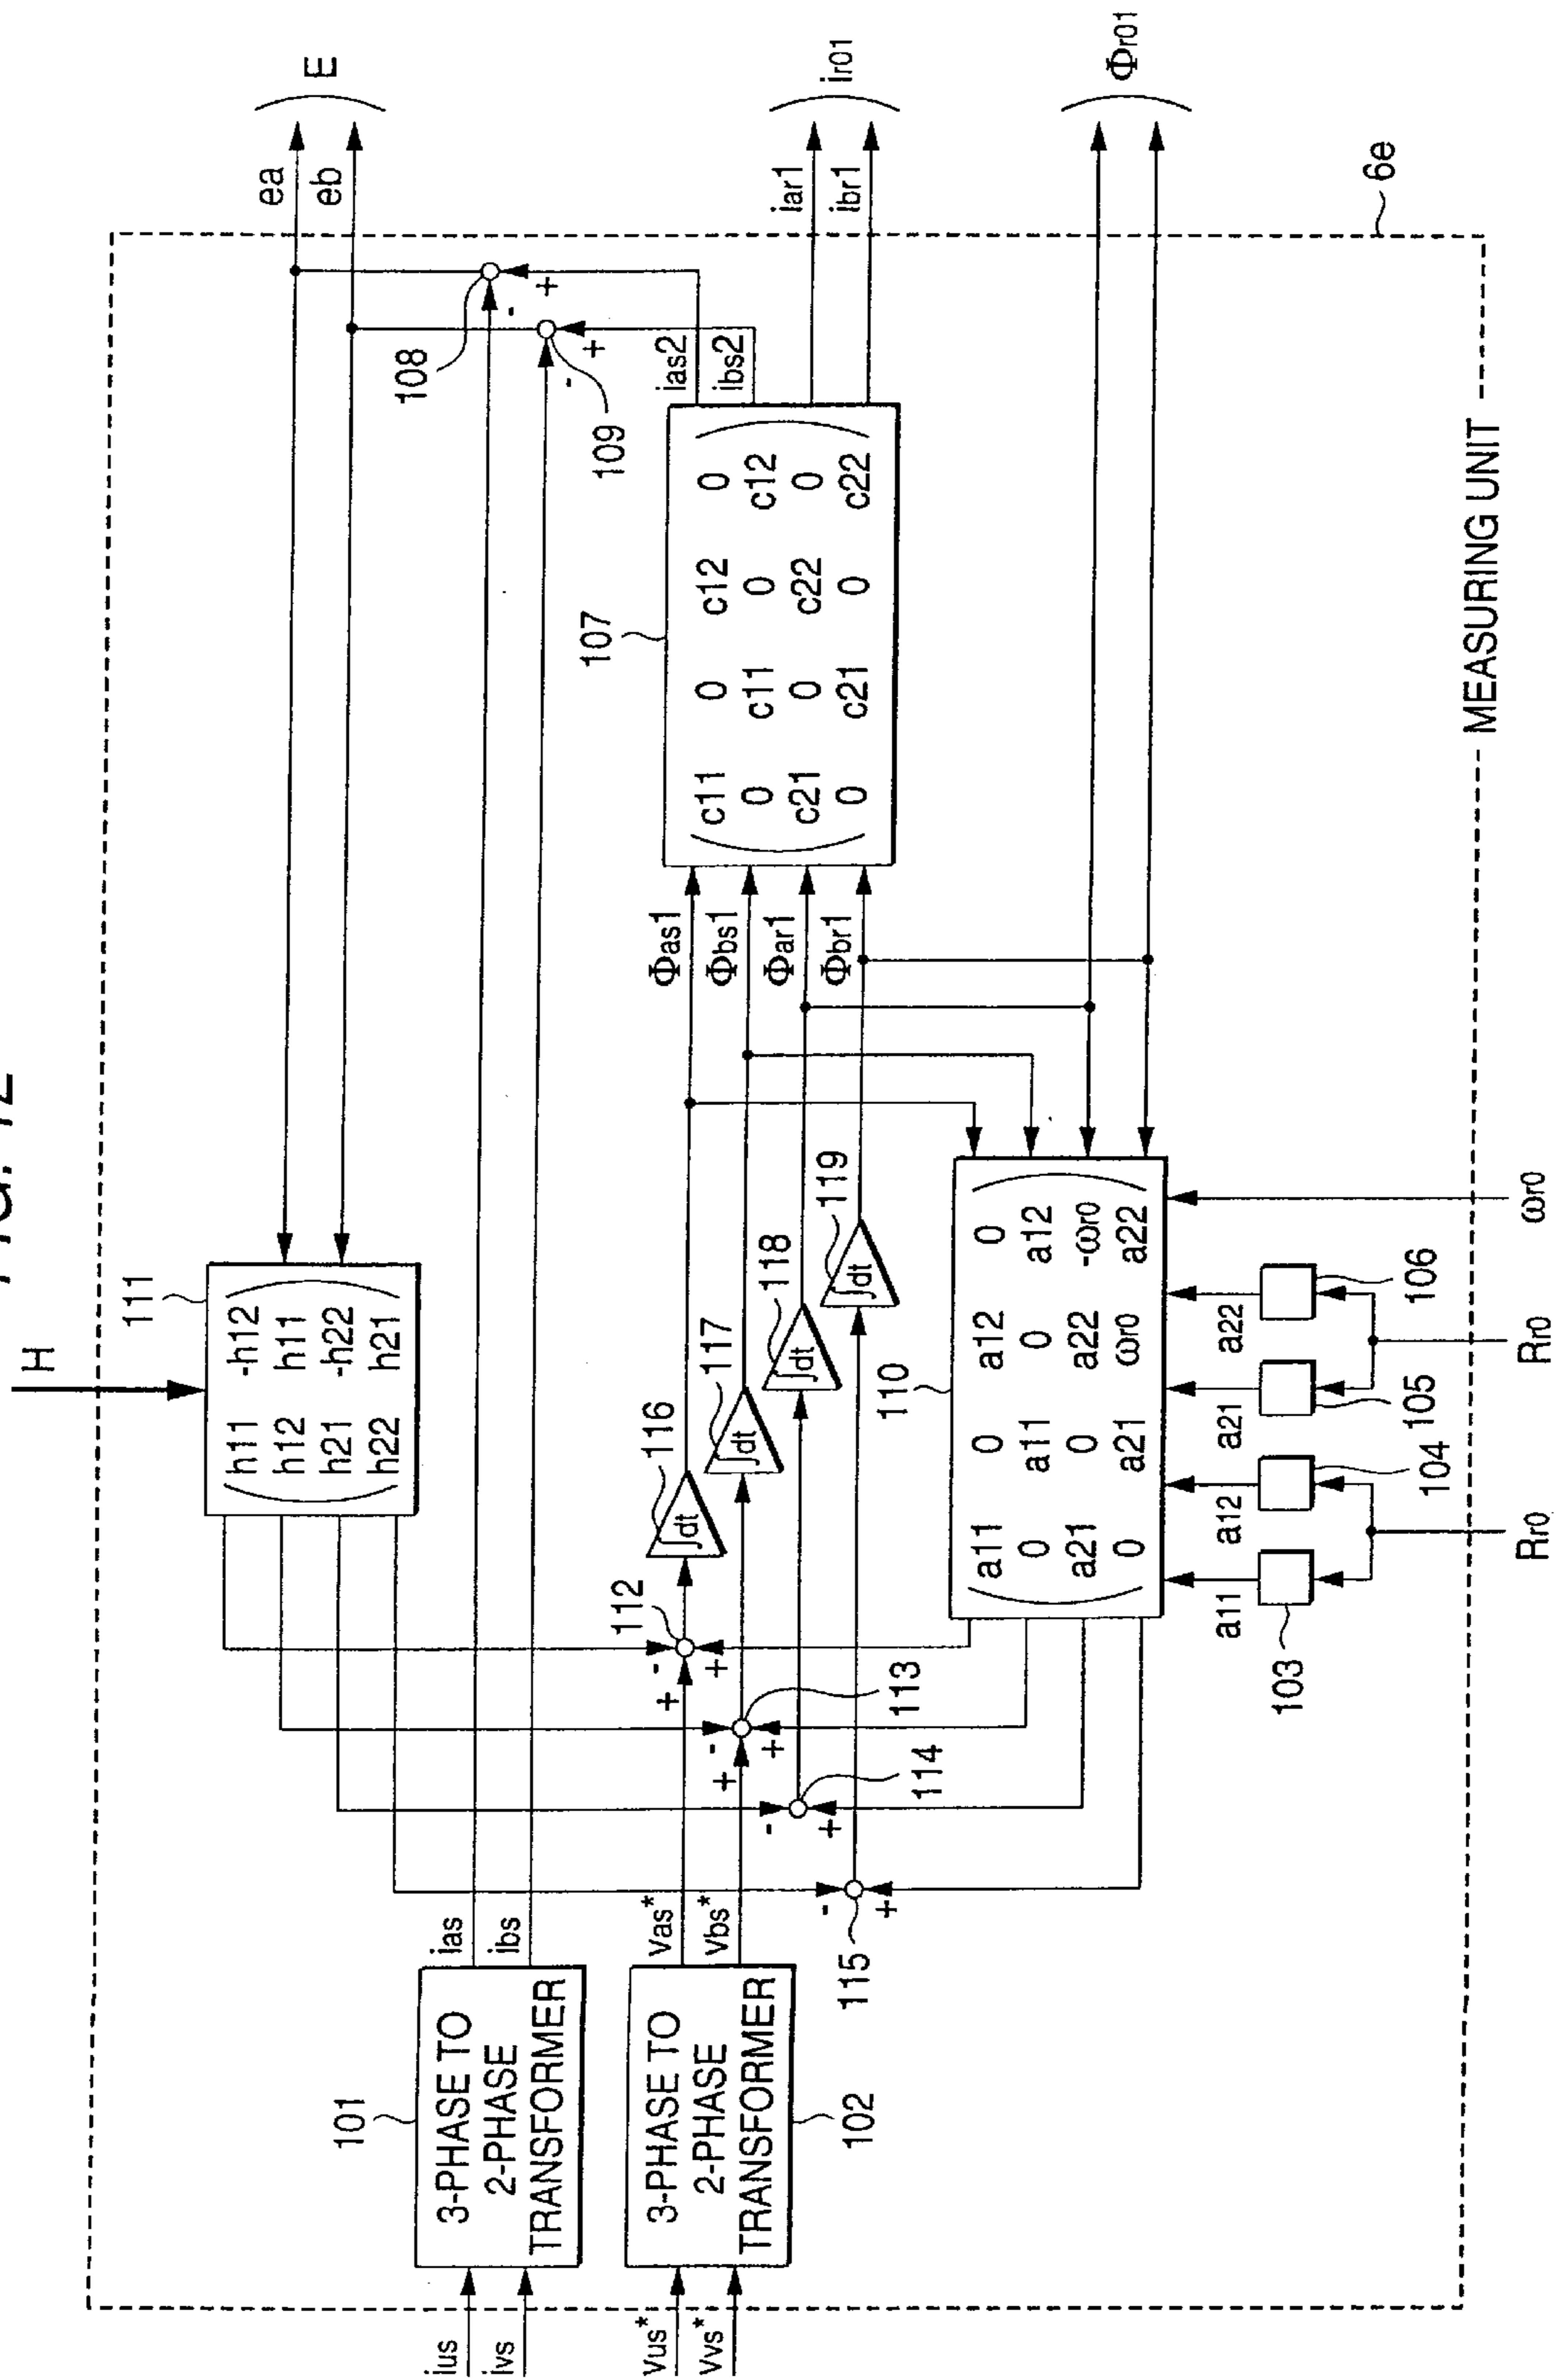 FIG. 12
H
111
h11 -h12
h12 h11
h21 -h22
h22 h21
ea
eb
E
101
3-PHASE TO
2-PHASE
TRANSFORMER
ius
ivs
ias
ibs
102
3-PHASE TO
2-PHASE
TRANSFORMER
Vus*
Vvs*
Vas*
Vbs*
108
109
- +
- +
112
113
114
115
- + +
- + +
- +
- +
116
∫dt
117
∫dt
118
∫dt
119
∫dt
Φas1
Φbs1
Φar1
Φbr1
107
c11 0 c12 0
0 c11 0 c12
c21 0 c22 0
0 c21 0 c22
ias2
ibs2
iar1
ibr1
ir01
Φr01
110
a11 0 a12 0
0 a11 0 a12
a21 0 a22 -ωr0
0 a21 ωr0 a22
a11
a12
a21
a22
103
104
105
106
Rr0
Rr0
ωr0
MEASURING UNIT
6e